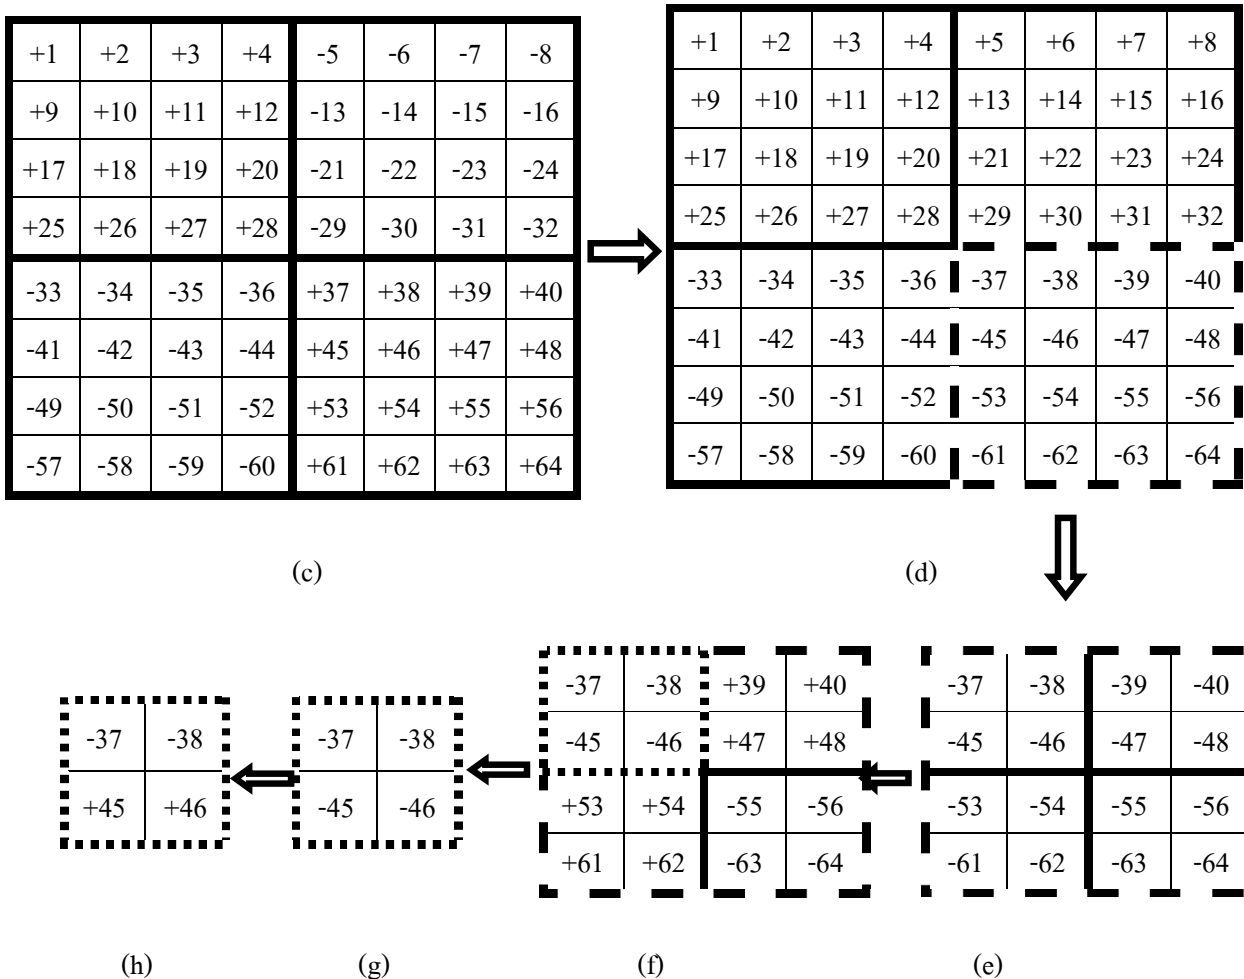 +1 +2 +3 +4 -5 -6 -7 -8
+9 +10 +11 +12 -13 -14 -15 -16
+17 +18 +19 +20 -21 -22 -23 -24
+25 +26 +27 +28 -29 -30 -31 -32
-33 -34 -35 -36 +37 +38 +39 +40
-41 -42 -43 -44 +45 +46 +47 +48
-49 -50 -51 -52 +53 +54 +55 +56
-57 -58 -59 -60 +61 +62 +63 +64
(c)
+1 +2 +3 +4 +5 +6 +7 +8
+9 +10 +11 +12 +13 +14 +15 +16
+17 +18 +19 +20 +21 +22 +23 +24
+25 +26 +27 +28 +29 +30 +31 +32
-33 -34 -35 -36 -37 -38 -39 -40
-41 -42 -43 -44 -45 -46 -47 -48
-49 -50 -51 -52 -53 -54 -55 -56
-57 -58 -59 -60 -61 -62 -63 -64
(d)
-37 -38
+45 +46
(h)
-37 -38
-45 -46
(g)
-37 -38 +39 +40
-45 -46 +47 +48
+53 +54 -55 -56
+61 +62 -63 -64
(f)
-37 -38 -39 -40
-45 -46 -47 -48
-53 -54 -55 -56
-61 -62 -63 -64
(e)